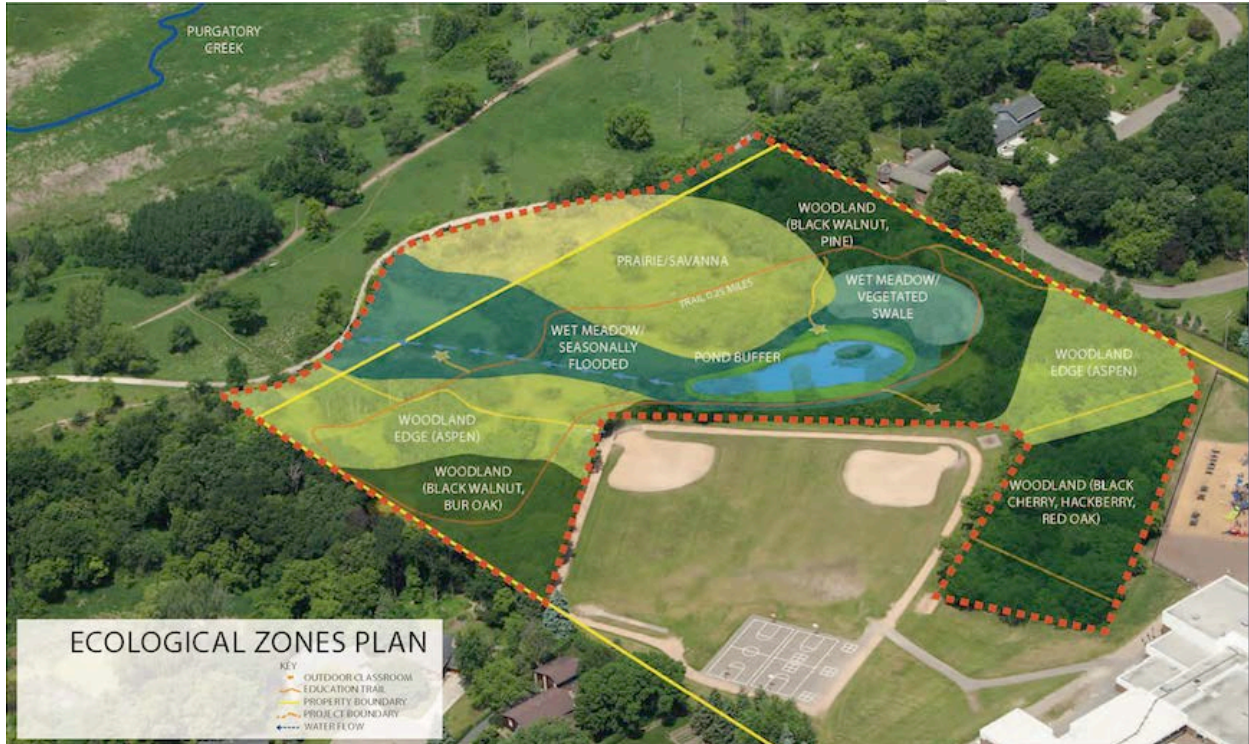 PURGATORY
CREEK
WOODLAND
(BLACK WALNUT,
PINE)
PRAIRIE/SAVANNA
TRAIL 0.25 MILES
WET MEADOW/
VEGETATED
SWALE
WET MEADOW/
SEASONALLY
FLOODED
POND BUFFER
WOODLAND
EDGE (ASPEN)
WOODLAND
EDGE (ASPEN)
WOODLAND
(BLACK WALNUT,
BUR OAK)
WOODLAND (BLACK
CHERRY, HACKBERRY,
RED OAK)
ECOLOGICAL ZONES PLAN
KEY
OUTDOOR CLASSROOM
EDUCATION TRAIL
PROPERTY BOUNDARY
PROJECT BOUNDARY
WATER FLOW